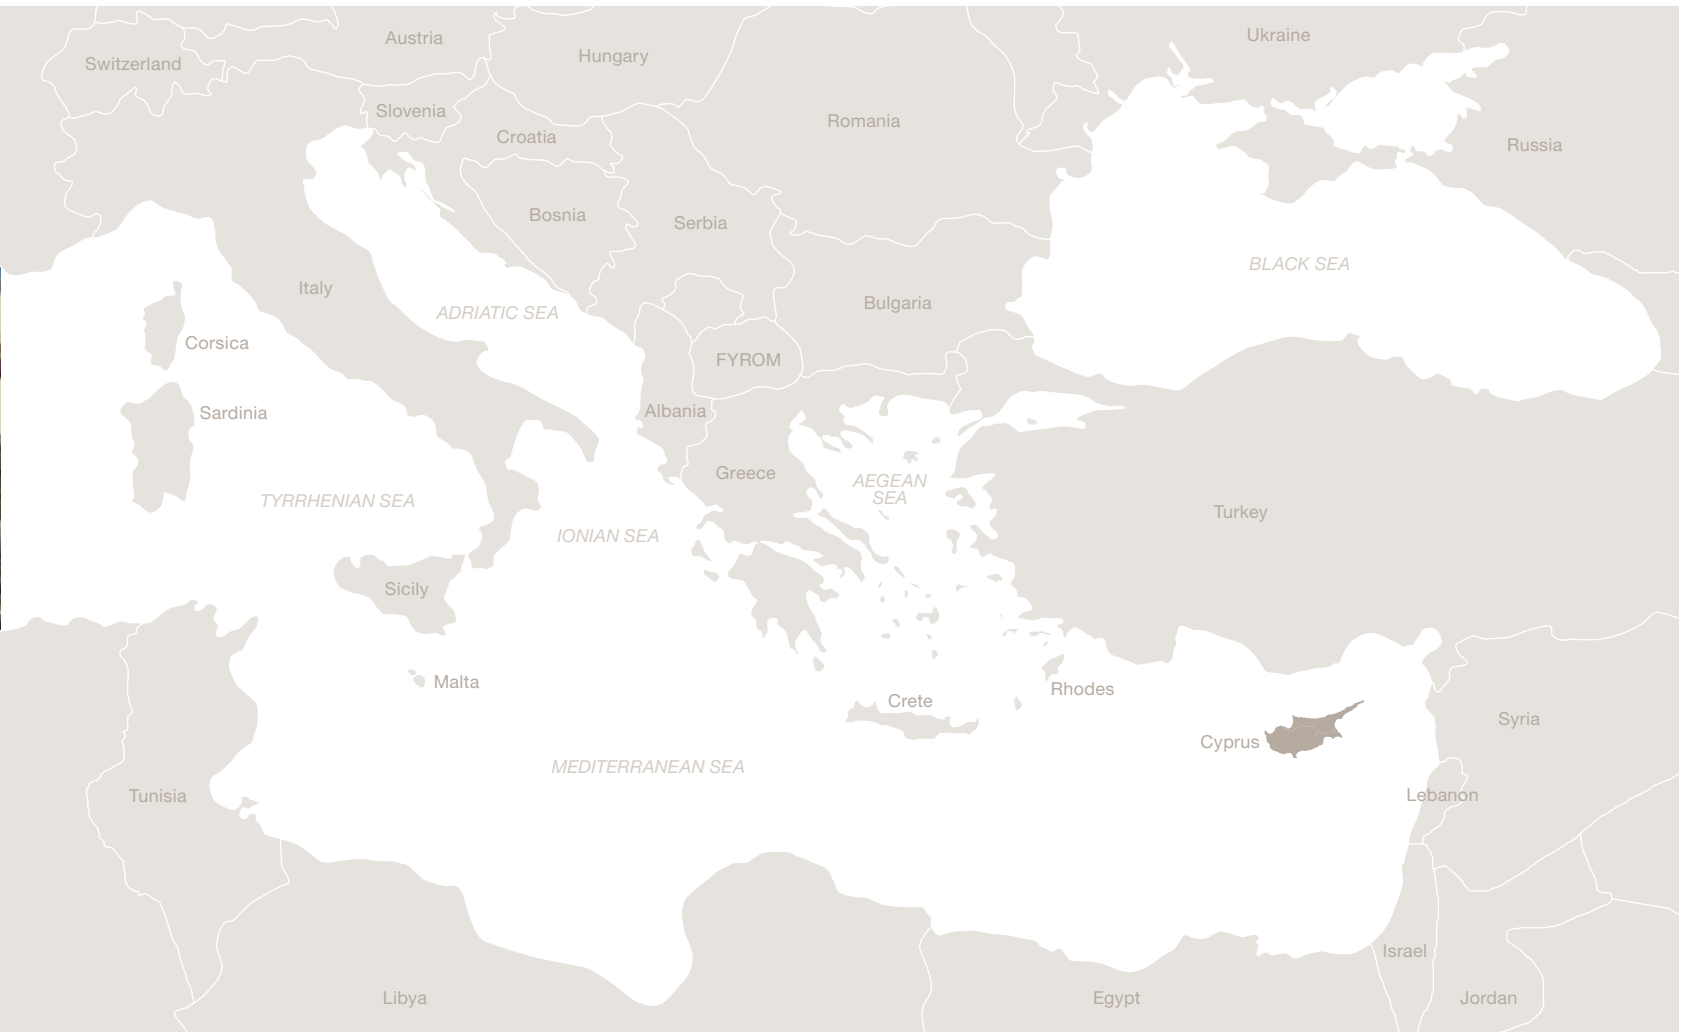 Austria
Ukraine
Switzerland
Hungary
Slovenia
Romania
Croatia
Russia
Bosnia
Serbia
BLACK SEA
Italy
Bulgaria
ADRIATIC SEA
Corsica
FYROM
Sardinia
Albania
Greece
AEGEAN
SEA
TYRRHENIAN SEA
Turkey
IONIAN SEA
Sicily
Malta
Rhodes
Crete
Syria
Cyprus
MEDITERRANEAN SEA
Tunisia
Lebanon
Israel
Libya
Egypt
Jordan